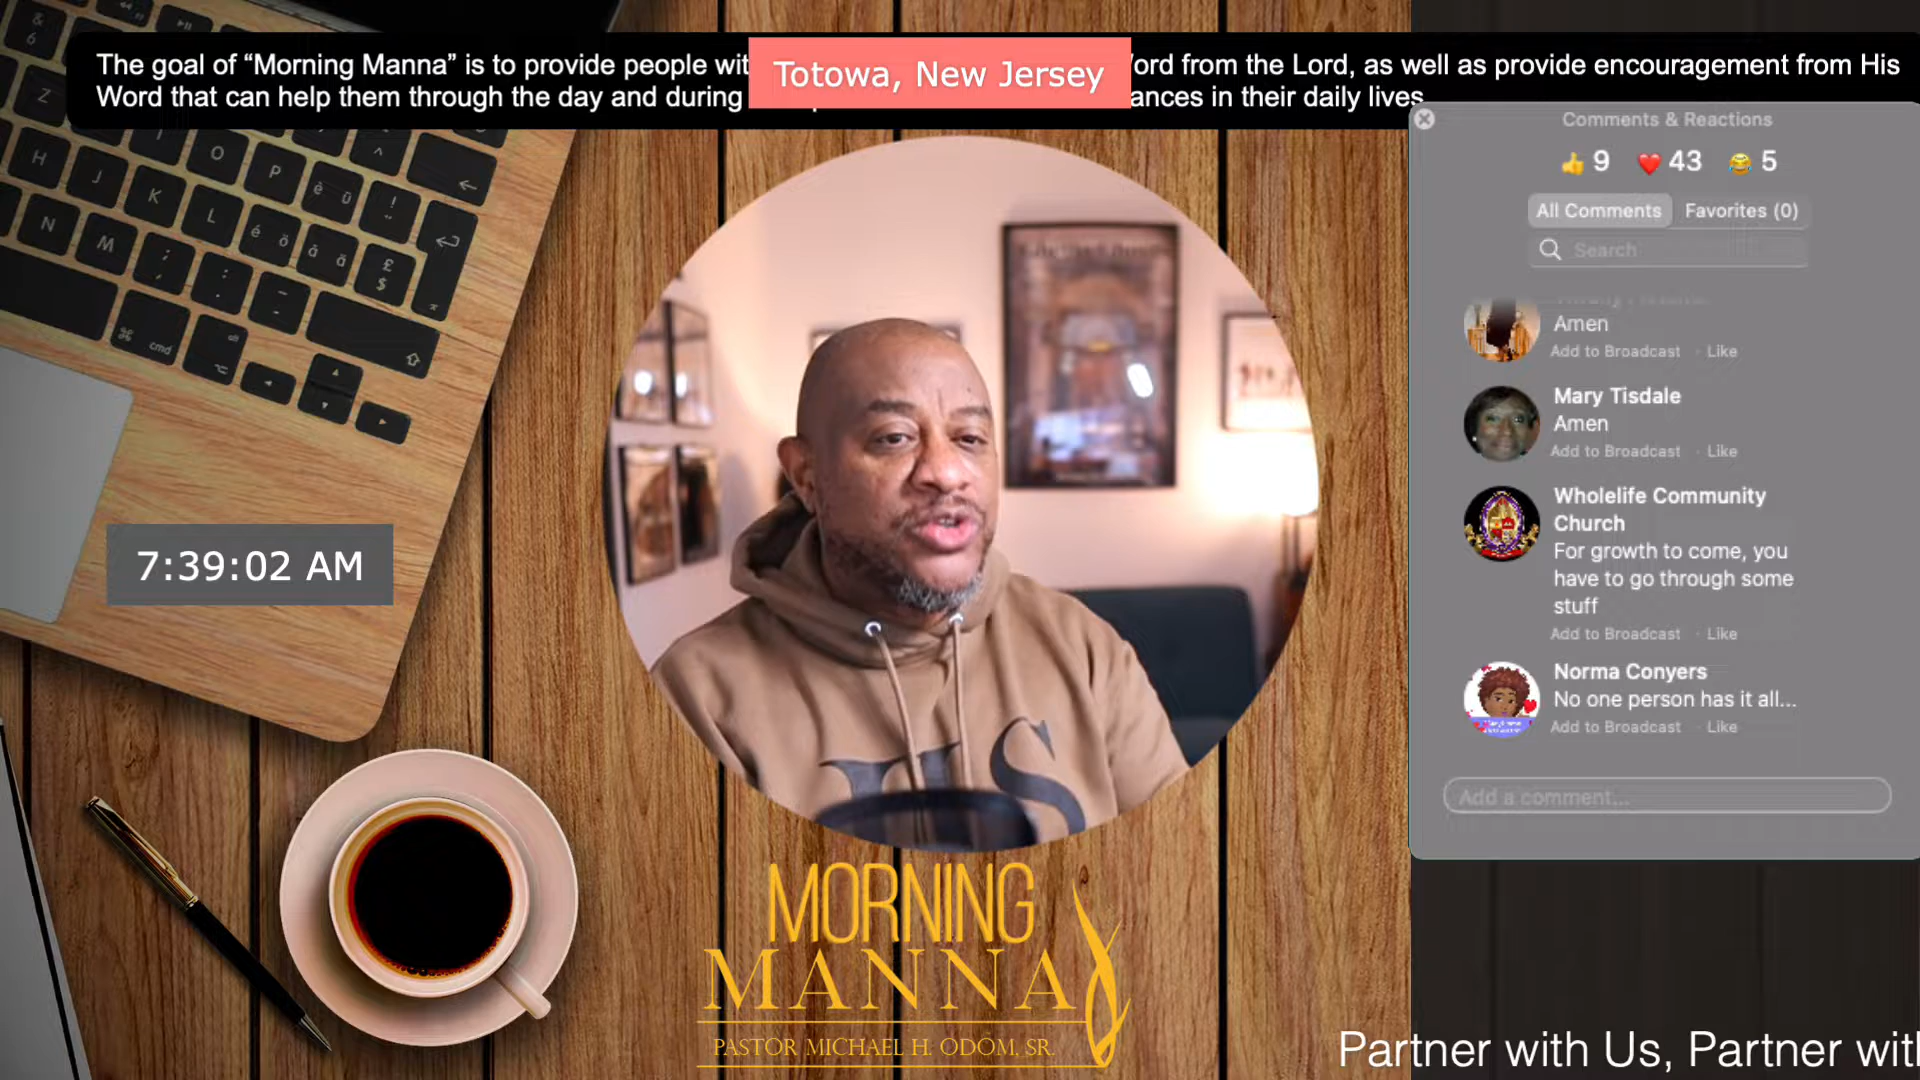 The goal of “Morning Manna” is to provide people wit
ord from the Lord, as well as provide encouragement from His
Totowa, New Jersey
Word that can help them through the day and during
ances in their daily lives.
Comments & Reactions
9 43 5
All Comments Favorites (0)
Search
Amen
Add to Broadcast · Like
Mary Tisdale
Amen
Add to Broadcast · Like
Wholelife Community
Church
For growth to come, you
have to go through some
stuff
Add to Broadcast · Like
Norma Conyers
No one person has it all...
Add to Broadcast · Like
Add a comment...
7:39:02 AM
MORNING
MANNA
PASTOR MICHAEL H. ODOM, SR.
Partner with Us, Partner with